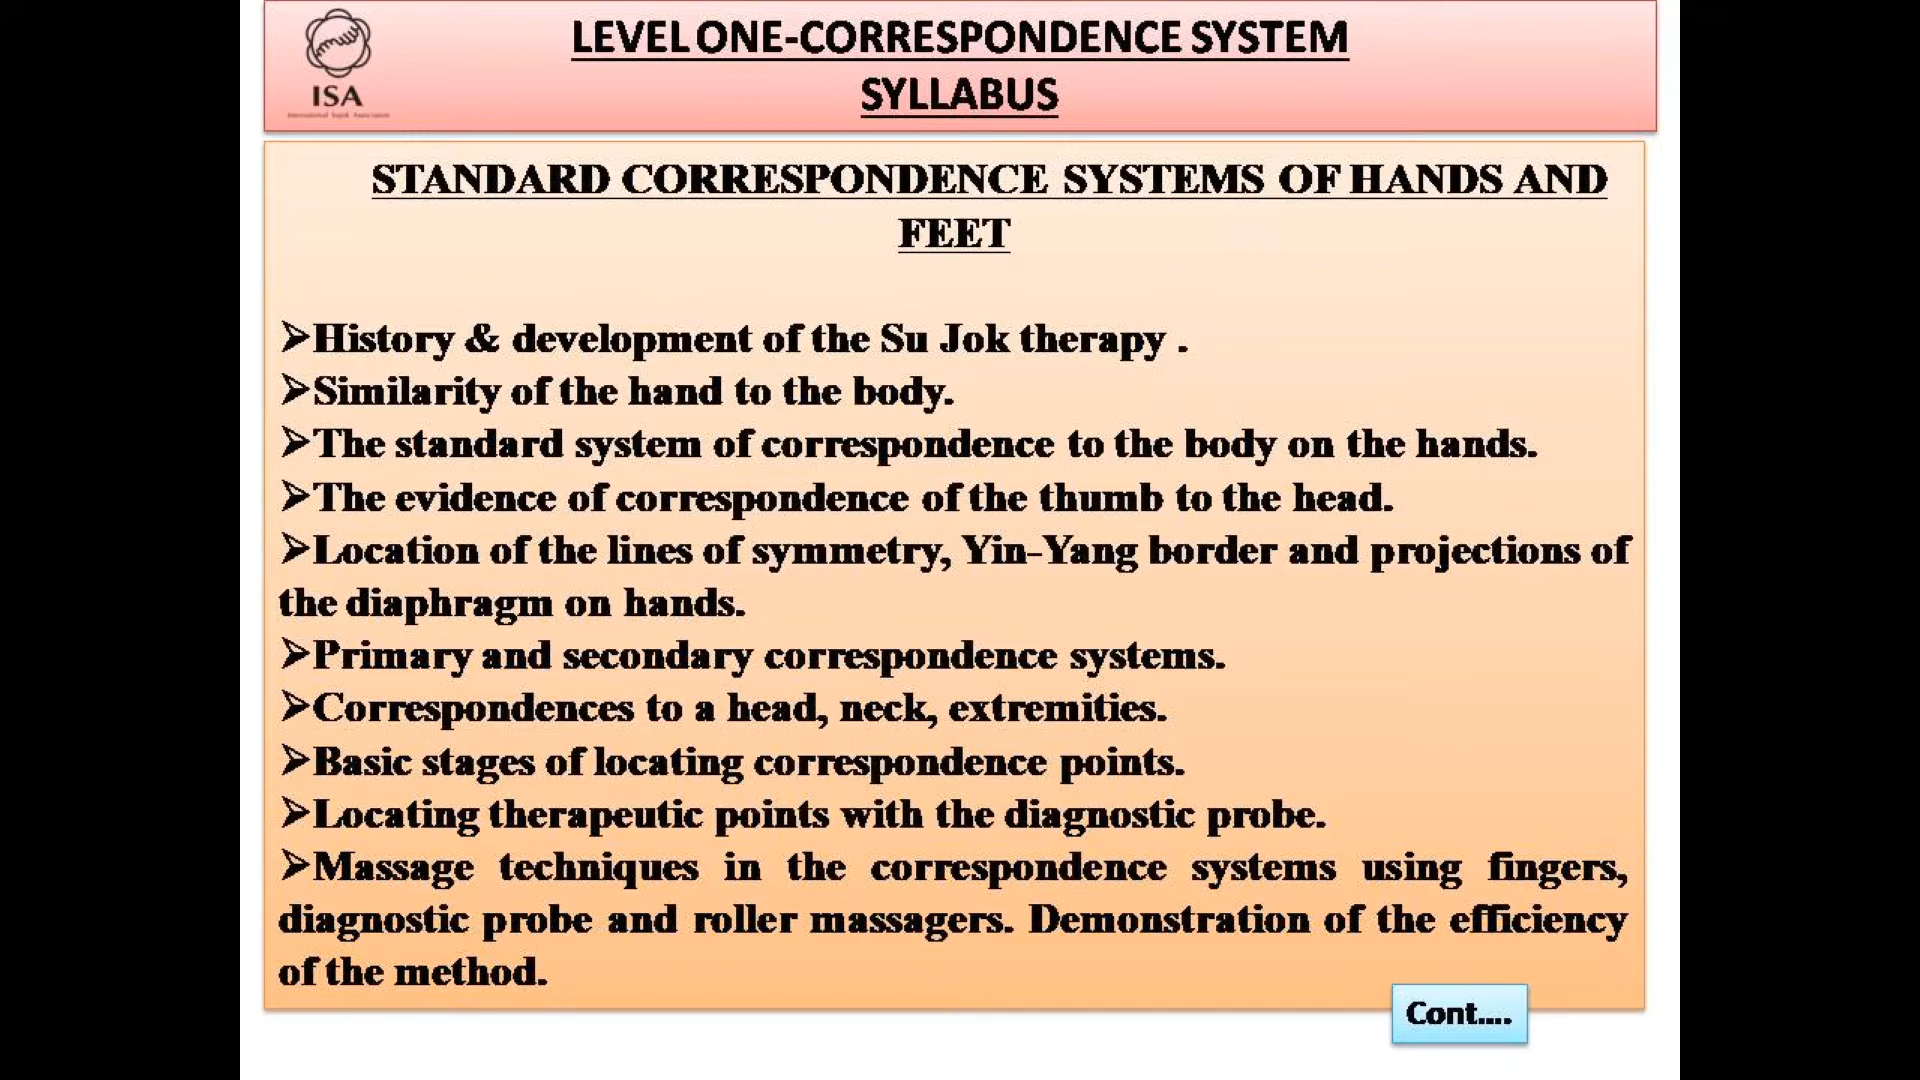 LEVEL ONE-CORRESPONDENCE SYSTEM
SYLLABUS
ISA
International Sujok Association
STANDARD CORRESPONDENCE SYSTEMS OF HANDS AND
FEET
➢History & development of the Su Jok therapy .
➢Similarity of the hand to the body.
➢The standard system of correspondence to the body on the hands.
➢The evidence of correspondence of the thumb to the head.
➢Location of the lines of symmetry, Yin-Yang border and projections of
the diaphragm on hands.
➢Primary and secondary correspondence systems.
➢Correspondences to a head, neck, extremities.
➢Basic stages of locating correspondence points.
➢Locating therapeutic points with the diagnostic probe.
➢Massage techniques in the correspondence systems using fingers,
diagnostic probe and roller massagers. Demonstration of the efficiency
of the method.
Cont....